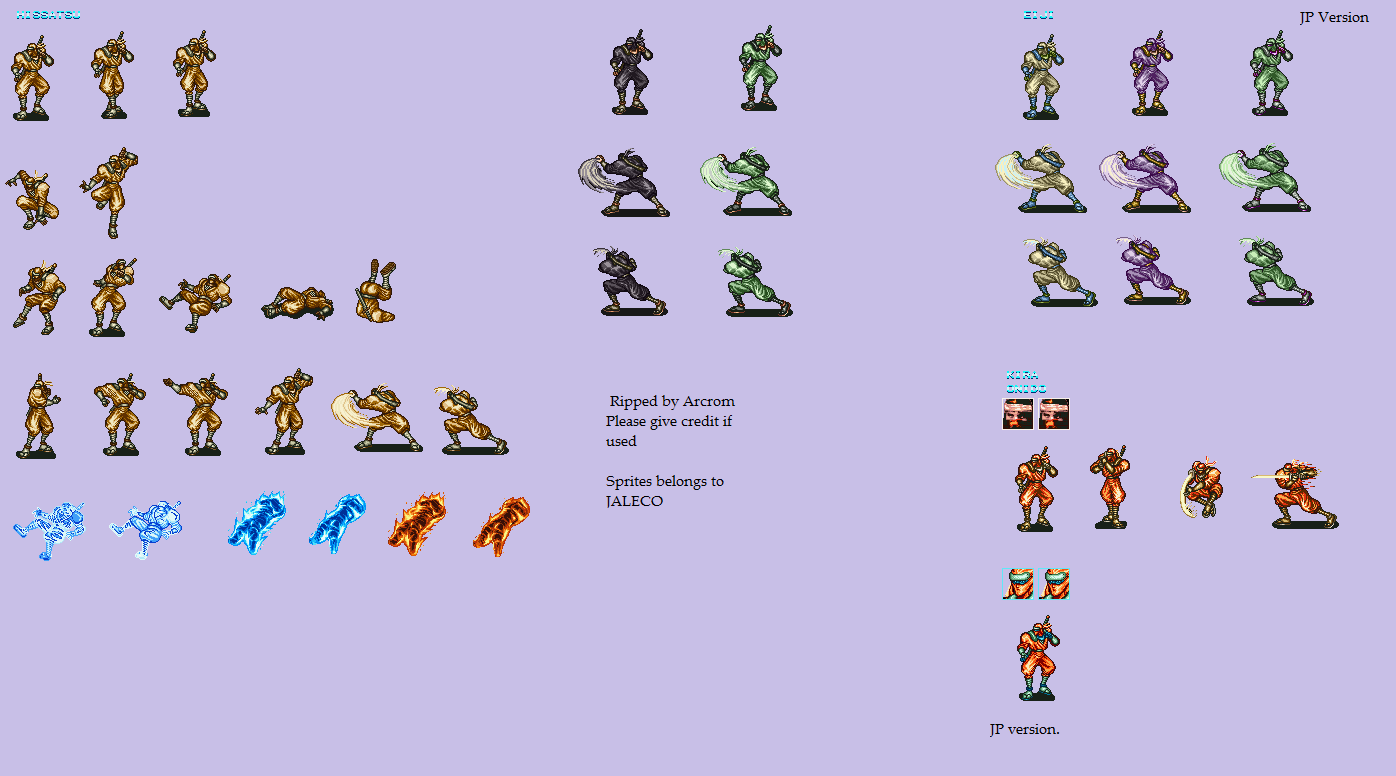 HISSATSU
EIJI
JP Version
Ripped by Arcrom
Please give credit if
used
Sprites belongs to
JALECO
KIRA
ONIDO
JP version.